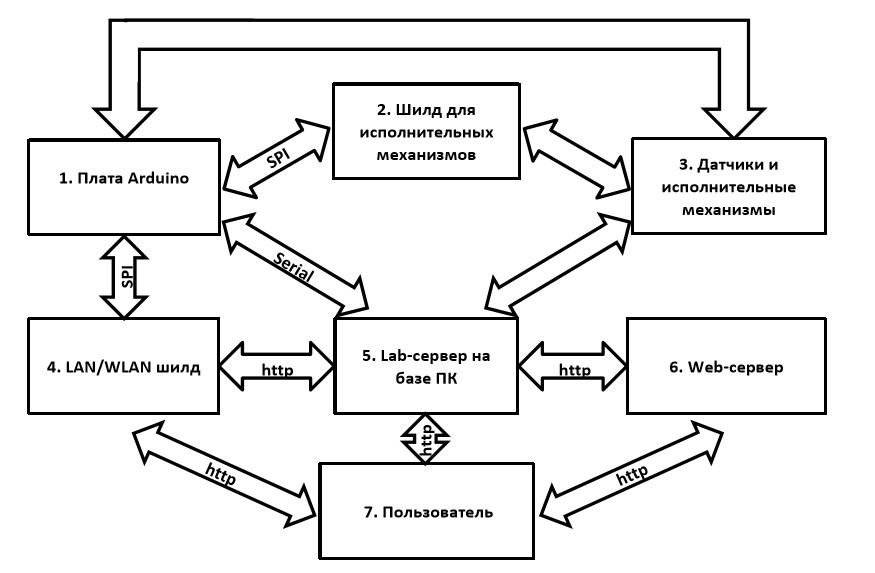 2. Шилд для
исполнительных
механизмов
1. Плата Arduino
SPI
3. Датчики и
исполнительные
механизмы
Serial
SPI
4. LAN/WLAN шилд
http
5. Lab-сервер на
базе ПК
http
6. Web-сервер
http
http
http
7. Пользователь